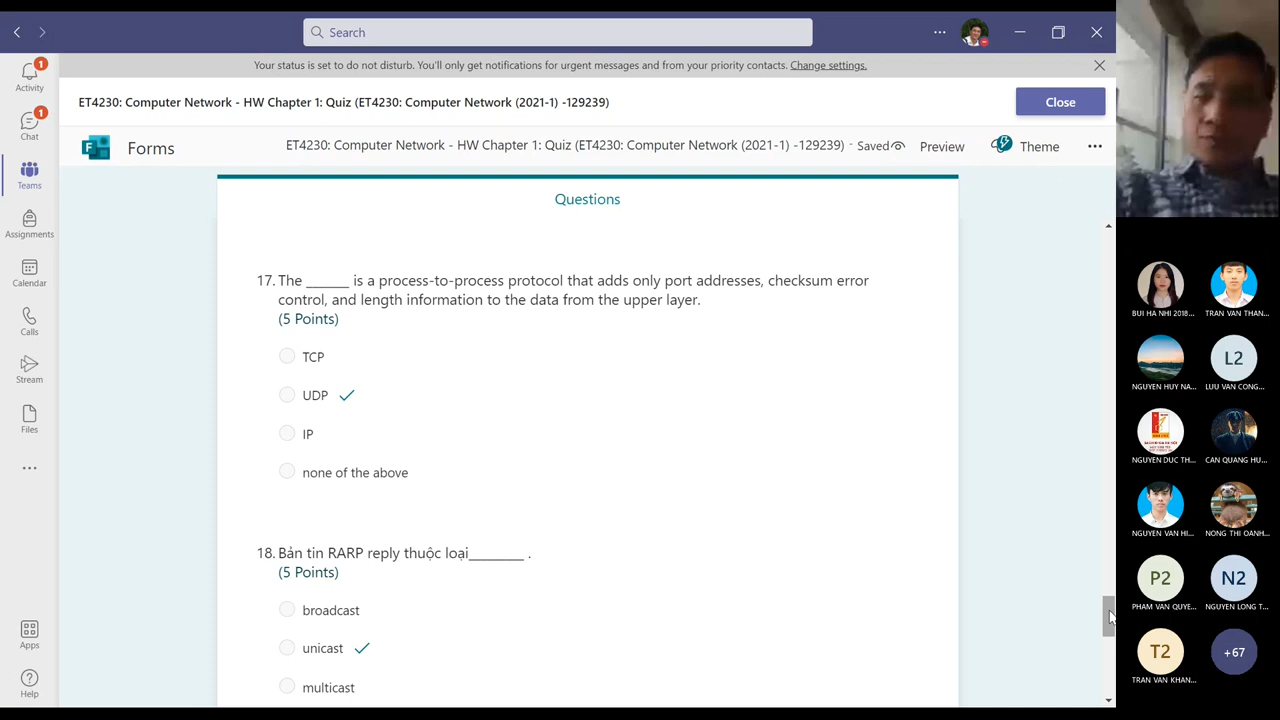 Search
Your status is set to do not disturb. You'll only get notifications for urgent messages and from your priority contacts. Change settings.
Activity
1
Chat
1
Teams
Assignments
Calendar
Calls
Stream
Files
Apps
Help
ET4230: Computer Network - HW Chapter 1: Quiz (ET4230: Computer Network (2021-1) -129239)
Close
F Forms
ET4230: Computer Network - HW Chapter 1: Quiz (ET4230: Computer Network (2021-1) -129239) - Saved
Preview
Theme
Questions
17. The ______ is a process-to-process protocol that adds only port addresses, checksum error
control, and length information to the data from the upper layer.
(5 Points)
TCP
UDP
IP
none of the above
18. Bản tin RARP reply thuộc loại________ .
(5 Points)
broadcast
unicast
multicast
BUI HA NHI 2018...
TRAN VAN THAN...
NGUYEN HUY NA...
L2
LUU VAN CONG...
NGUYEN DUC TH...
CAN QUANG HU...
NGUYEN VAN HI...
NONG THI OANH...
P2
PHAM VAN QUYE...
N2
NGUYEN LONG T...
T2
TRAN VAN KHAN...
+67